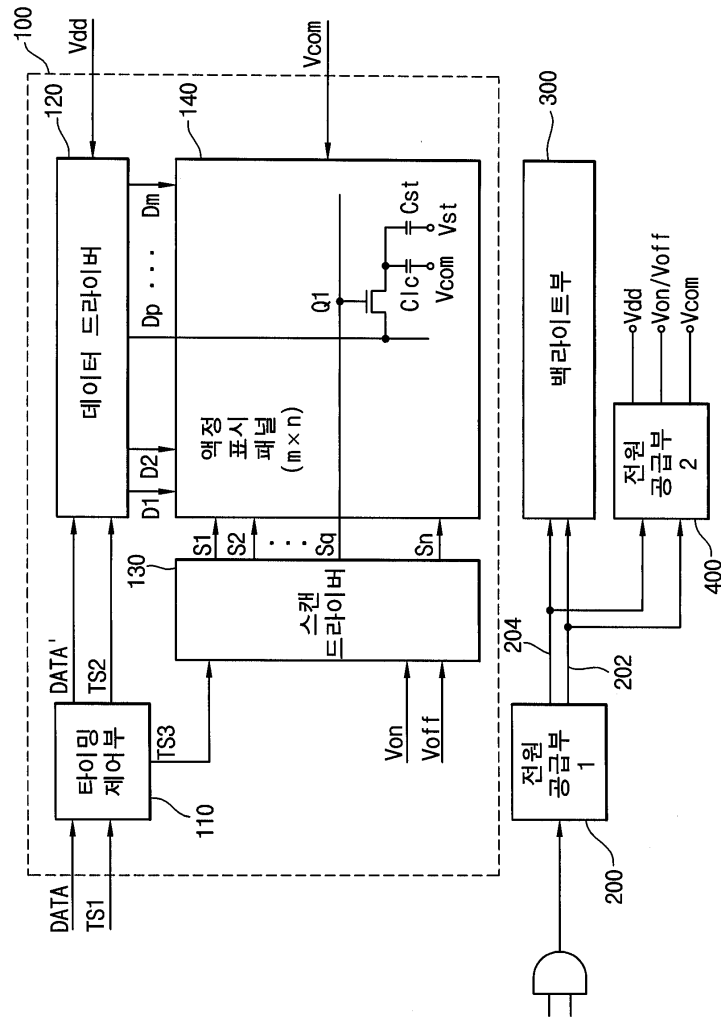 100
120
Vdd
데이터 드라이버
DATA
TS1
타이밍
제어부
110
DATA'
TS2
TS3
D1
D2
Dp
· · ·
Dm
140
Vcom
액정
표시
패널
(m×n)
Q1
Clc
Cst
Vcom
Vst
130
스캔
드라이버
S1
S2
· · ·
Sq
Sn
Von
Voff
전원
공급부
1
200
204
202
백라이트부
300
전원
공급부
2
400
Vdd
Von/Voff
Vcom